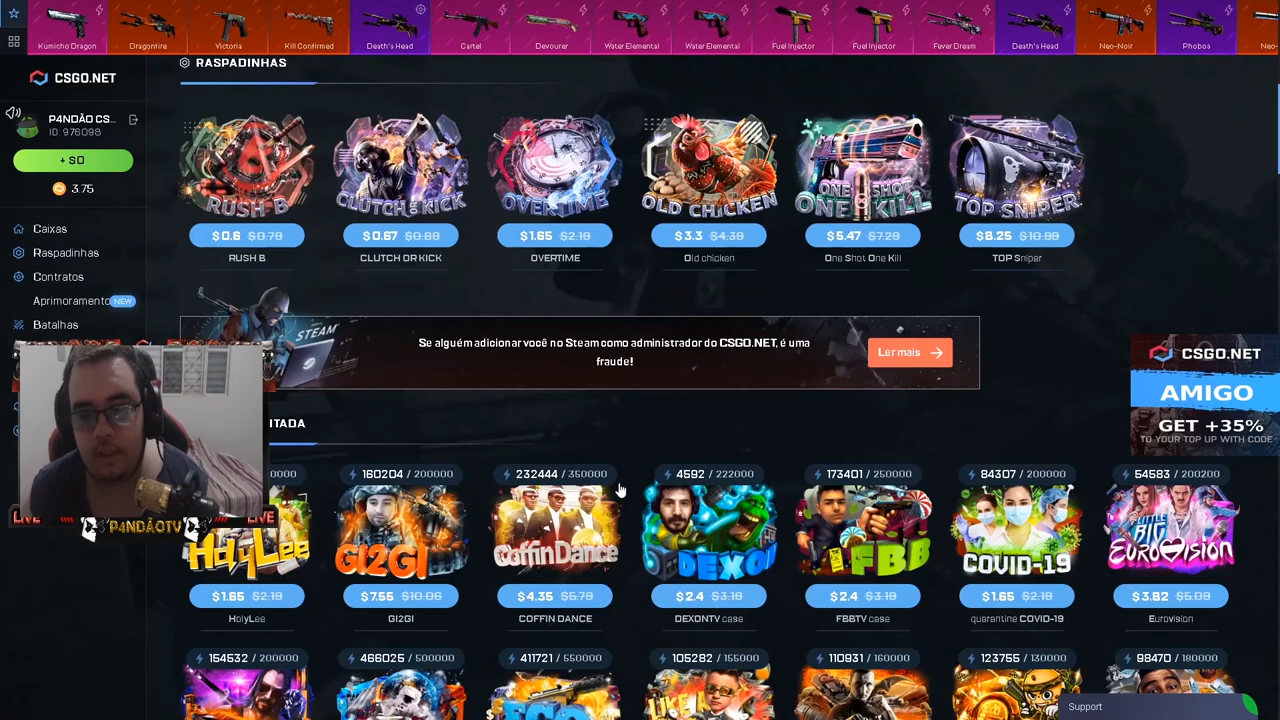 Kumicho Dragon
Dragonfire
Victoria
Kill Confirmed
Death's Head
Cartel
Devourer
Water Elemental
Water Elemental
Fuel Injector
Fuel Injector
Fever Dream
Death's Head
Neo-Noir
Phobos
Neo-
CSGO.NET
RASPADINHAS
P4NDÃO CS...
ID: 976098
+ $0
3.75
Caixas
Raspadinhas
Contratos
Aprimoramento NEW
Batalhas
RUSH B
CLUTCH OR KICK
OVERTIME
OLD CHICKEN
ONE SHOT ONE KILL
TOP SNIPER
$0.6 $0.79
$0.67 $0.89
$1.65 $2.19
$3.3 $4.39
$5.47 $7.29
$8.25 $10.99
RUSH B
CLUTCH OR KICK
OVERTIME
Old chicken
One Shot One Kill
TOP Sniper
STEAM
Se alguém adicionar você no Steam como administrador do CSGO.NET, é uma
fraude!
Ler mais
CSGO.NET
AMIGO
GET +35%
TO YOUR TOP UP WITH CODE
ITADA
0000
160204 / 200000
232444 / 350000
4592 / 222000
173401 / 250000
84307 / 200000
54583 / 200200
LIVE
P4NDÃOTV
LIVE
HolyLee
GI2GI
Coffin Dance
DEXON
FBB
COVID-19
LITTLE BIG EUROVISION
$1.65 $2.19
$7.55 $10.06
$4.35 $5.79
$2.4 $3.19
$2.4 $3.19
$1.65 $2.19
$3.82 $5.09
HolyLee
GI2GI
COFFIN DANCE
DEXONTV case
FBBTV case
quarantine COVID-19
Eurovision
154532 / 200000
466025 / 500000
411721 / 550000
105282 / 155000
110931 / 160000
123755 / 130000
98470 / 180000
LIKE A
Support